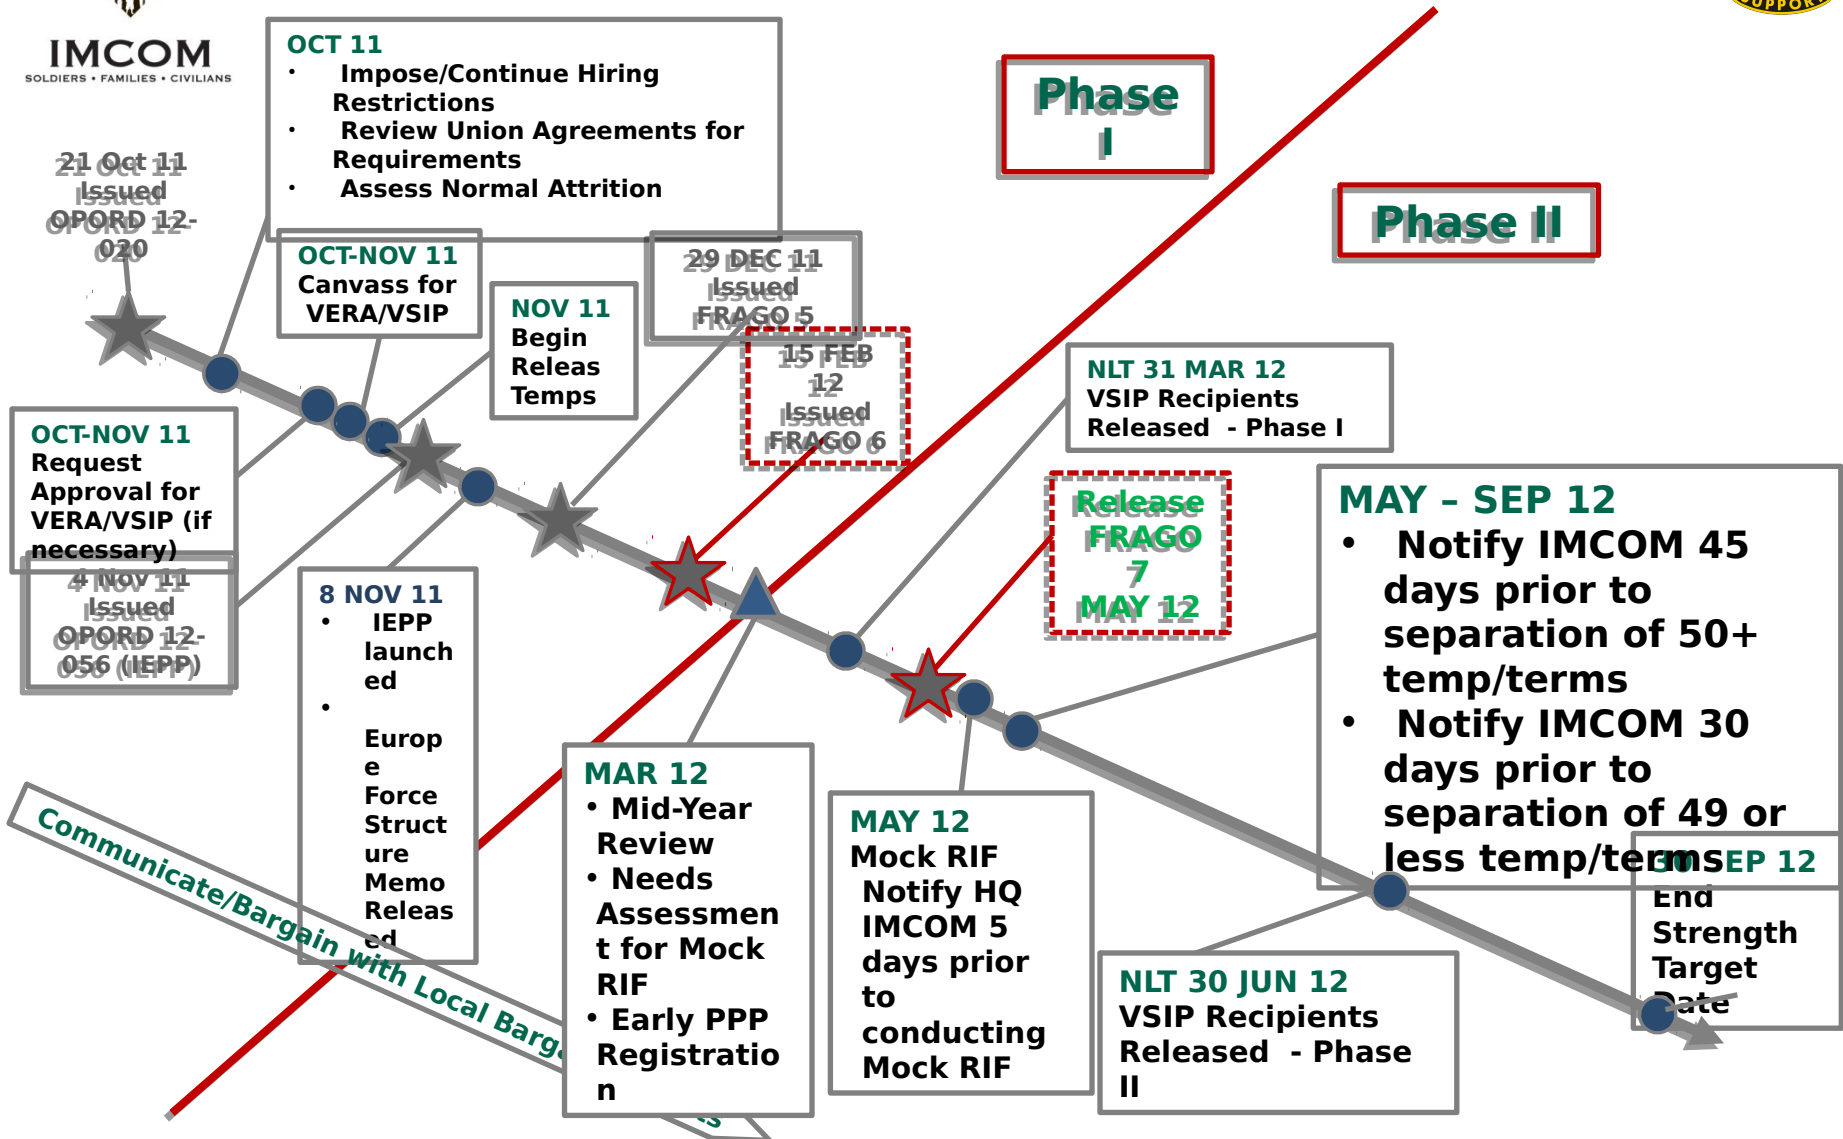 IMCOM
SOLDIERS • FAMILIES • CIVILIANS
SUPPORT
OCT 11
• Impose/Continue Hiring
Restrictions
• Review Union Agreements for
Requirements
• Assess Normal Attrition
Phase
I
Phase II
21 Oct 11
Issued
OPORD 12-
020
OCT-NOV 11
Canvass for
VERA/VSIP
NOV 11
Begin
Releas
Temps
29 DEC 11
Issued
FRAGO 5
15 FEB
12
Issued
FRAGO 6
NLT 31 MAR 12
VSIP Recipients
Released - Phase I
OCT-NOV 11
Request
Approval for
VERA/VSIP (if
necessary)
4 Nov 11
Issued
OPORD 12-
056 (IEPP)
8 NOV 11
• IEPP
launch
ed
•
Europ
e
Force
Struct
ure
Memo
Releas
ed
Release
FRAGO
7
MAY 12
MAY – SEP 12
• Notify IMCOM 45
days prior to
separation of 50+
temp/terms
• Notify IMCOM 30
days prior to
separation of 49 or
less temp/terms
MAR 12
• Mid-Year
Review
• Needs
Assessmen
t for Mock
RIF
• Early PPP
Registratio
n
MAY 12
Mock RIF
Notify HQ
IMCOM 5
days prior
to
conducting
Mock RIF
NLT 30 JUN 12
VSIP Recipients
Released - Phase
II
30 SEP 12
End
Strength
Target
Date
Communicate/Bargain with Local